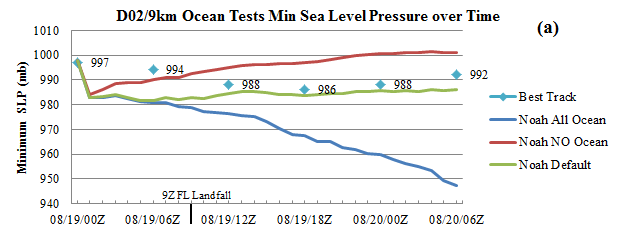 D02/9km Ocean Tests Min Sea Level Pressure over Time
(a)
Minimum SLP (mb)
1010
1000
990
980
970
960
950
940
997
994
988
986
988
992
9Z FL Landfall
08/19/00Z
08/19/06Z
08/19/12Z
08/19/18Z
08/20/00Z
08/20/06Z
Best Track
Noah All Ocean
Noah NO Ocean
Noah Default